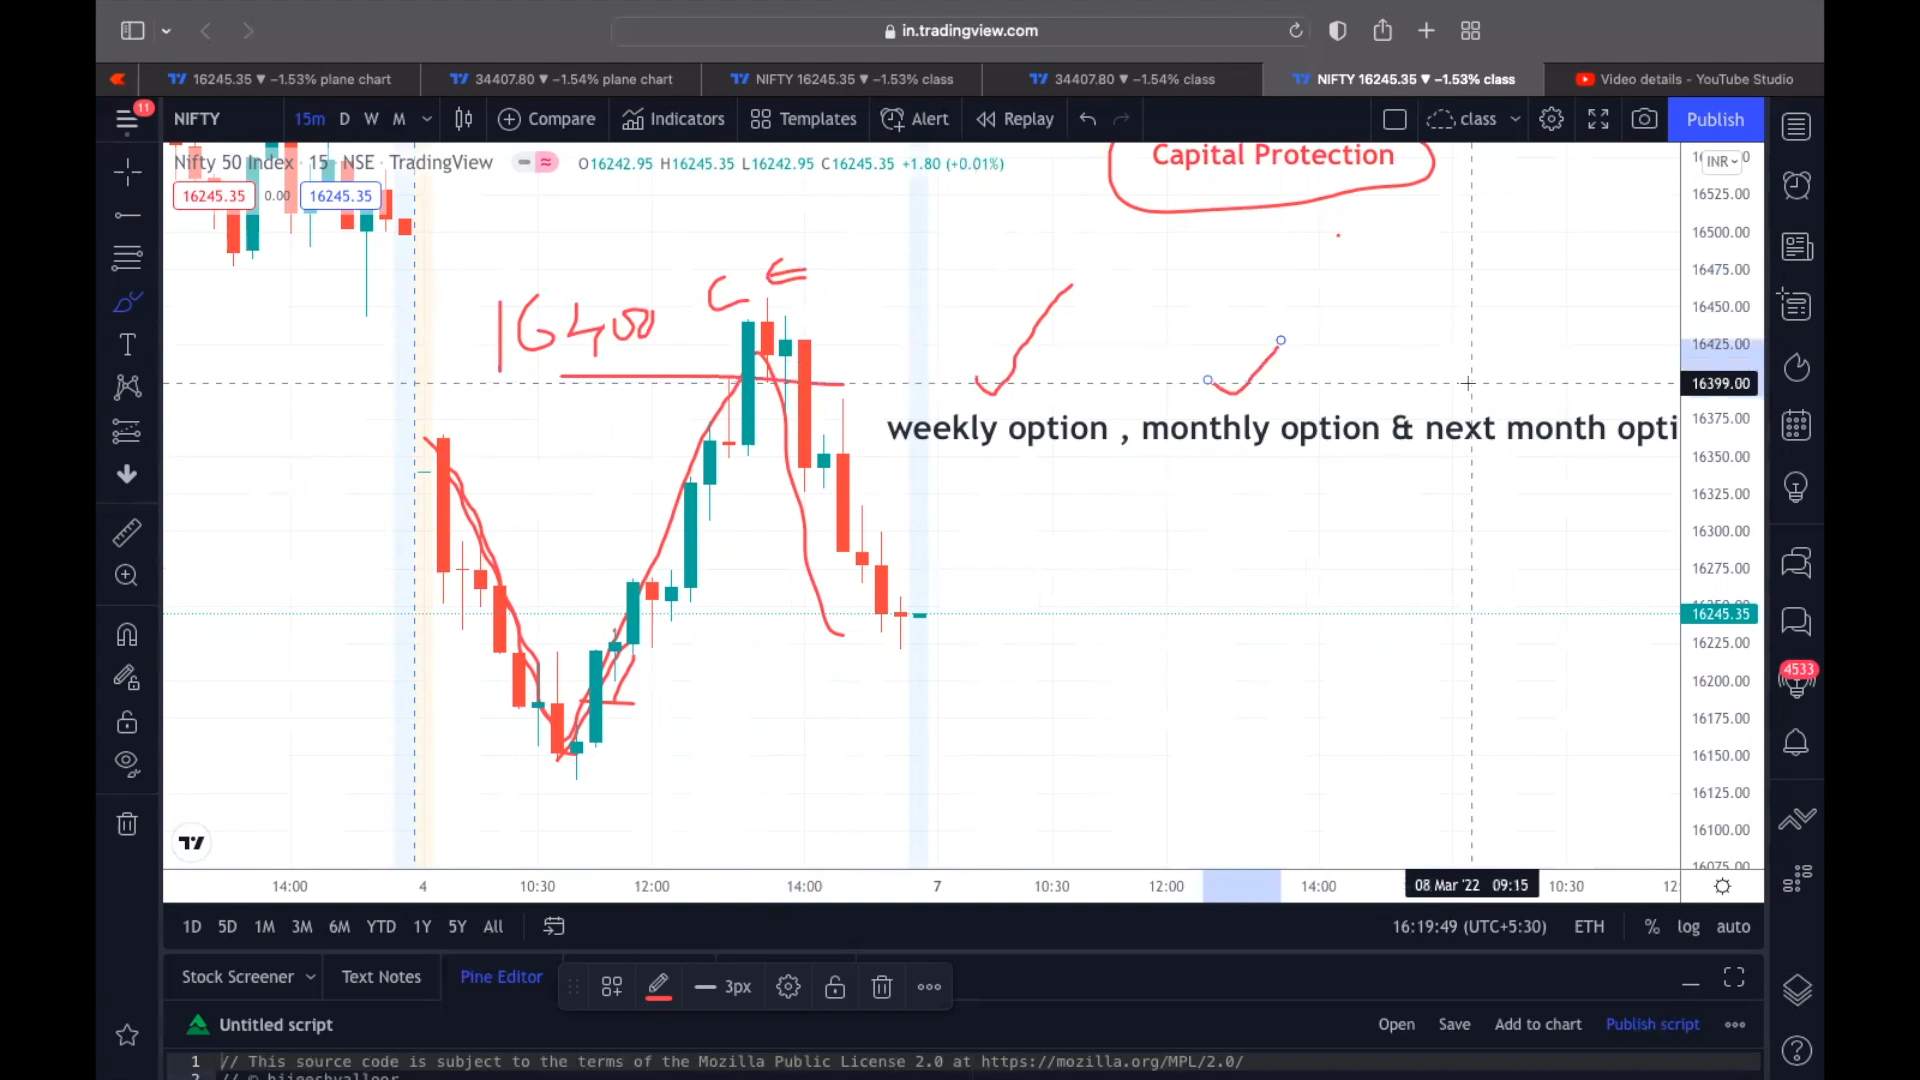 in.tradingview.com
16245.35 ▼ −1.53% plane chart
34407.80 ▼ −1.54% plane chart
NIFTY 16245.35 ▼ −1.53% class
34407.80 ▼ −1.54% class
NIFTY 16245.35 ▼ −1.53% class
Video details - YouTube Studio
11
NIFTY 15m D W M Compare Indicators Templates Alert Replay class Publish
Nifty 50 Index · 15 · NSE · TradingView
O16242.95 H16245.35 L16242.95 C16245.35 +1.80 (+0.01%)
16245.35 0.00 16245.35
Capital Protection
INR
16525.00
16500.00
16475.00
16450.00
16425.00
16399.00
16375.00
16350.00
16325.00
16300.00
16275.00
16245.35
16225.00
16200.00
16175.00
16150.00
16125.00
16100.00
16075.00
CE
16400
weekly option , monthly option & next month opti
4533
14:00 4 10:30 12:00 14:00 7 10:30 12:00 14:00 08 Mar '22 09:15 10:30 12:
1D 5D 1M 3M 6M YTD 1Y 5Y All
16:19:49 (UTC+5:30) ETH % log auto
Stock Screener Text Notes Pine Editor
3px
Untitled script
Open Save Add to chart Publish script
1 // This source code is subject to the terms of the Mozilla Public License 2.0 at https://mozilla.org/MPL/2.0/